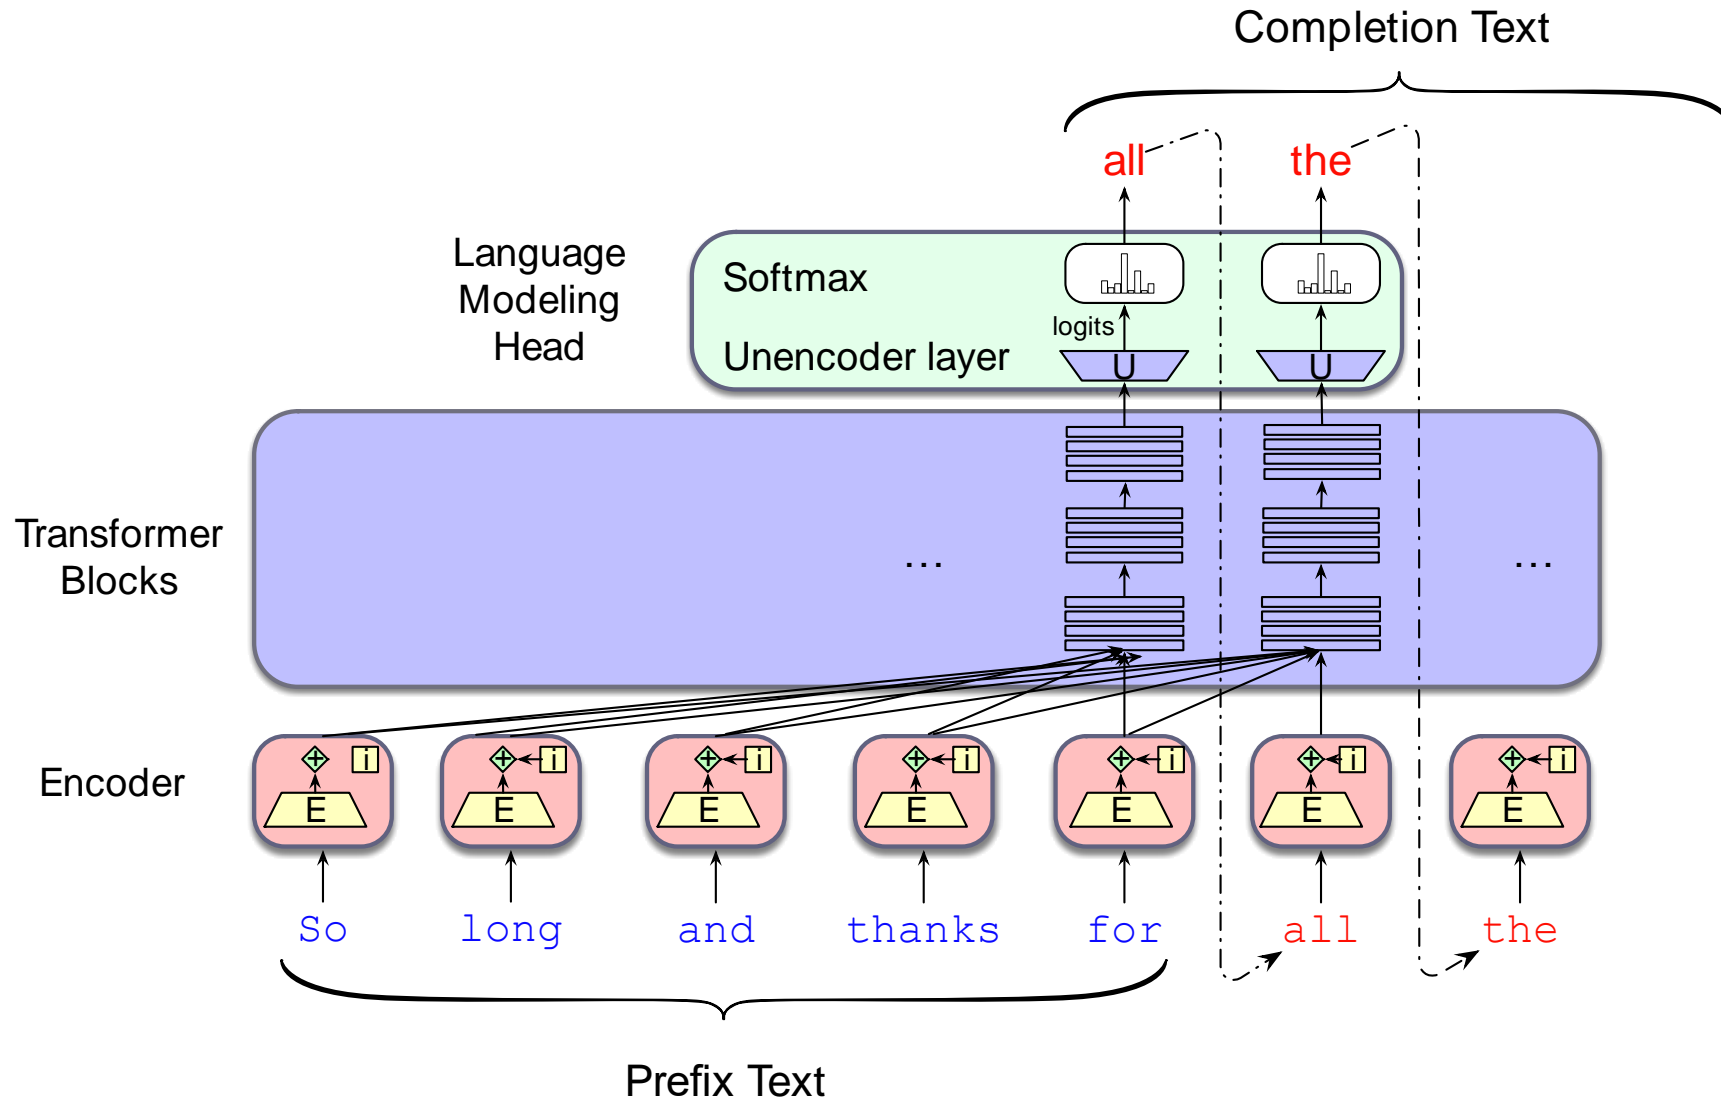 Completion Text
all the
Language
Modeling
Head
Softmax
logits
Unencoder layer
U U
Transformer
Blocks
... ...
Encoder
+ i + i + i + i + i + i + i
E E E E E E E
So long and thanks for all the
Prefix Text